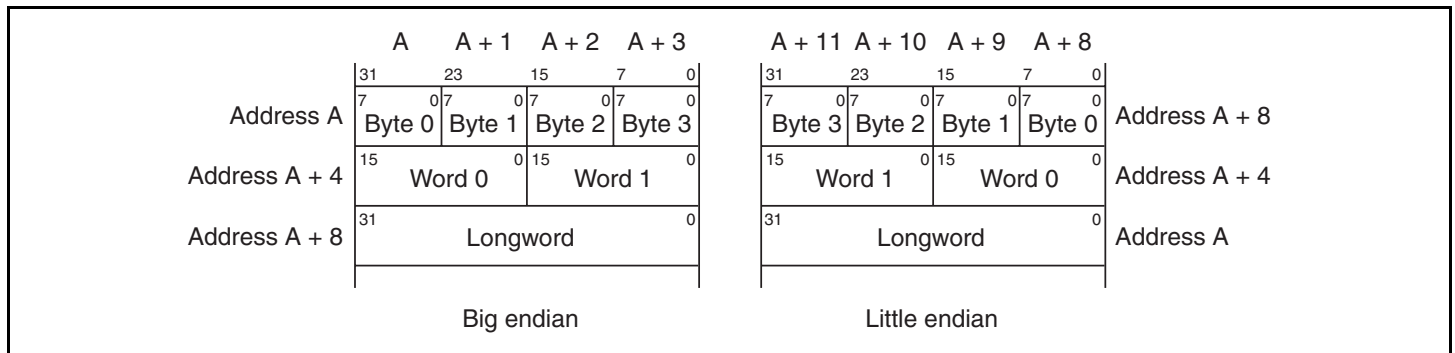 A A + 1 A + 2 A + 3 A + 11 A + 10 A + 9 A + 8
31 23 15 7 0 31 23 15 7 0
7 0 7 0 7 0 7 0 7 0 7 0 7 0 7 0
Address A Byte 0 Byte 1 Byte 2 Byte 3 Byte 3 Byte 2 Byte 1 Byte 0 Address A + 8
15 0 15 0 15 0 15 0
Address A + 4 Word 0 Word 1 Word 1 Word 0 Address A + 4
31 0 31 0
Address A + 8 Longword Longword Address A
Big endian Little endian